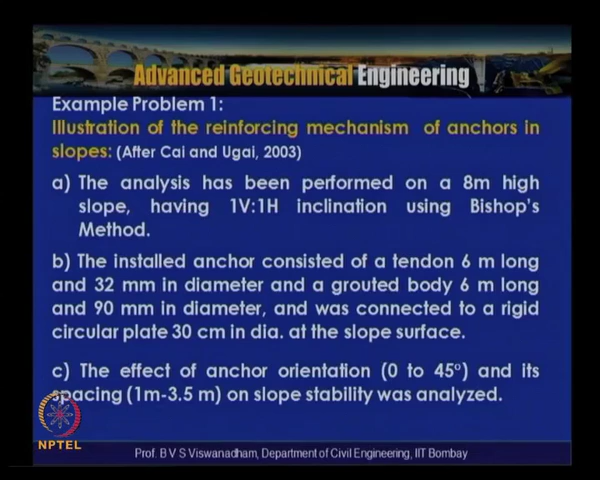 Advanced Geotechnical Engineering
Example Problem 1:
Illustration of the reinforcing mechanism of anchors in
slopes: (After Cai and Ugai, 2003)
a) The analysis has been performed on a 8m high
slope, having 1V:1H inclination using Bishop's
Method.
b) The installed anchor consisted of a tendon 6 m long
and 32 mm in diameter and a grouted body 6 m long
and 90 mm in diameter, and was connected to a rigid
circular plate 30 cm in dia. at the slope surface.
c) The effect of anchor orientation (0 to 45°) and its
spacing (1m-3.5 m) on slope stability was analyzed.
NPTEL
Prof. B V S Viswanadham, Department of Civil Engineering, IIT Bombay